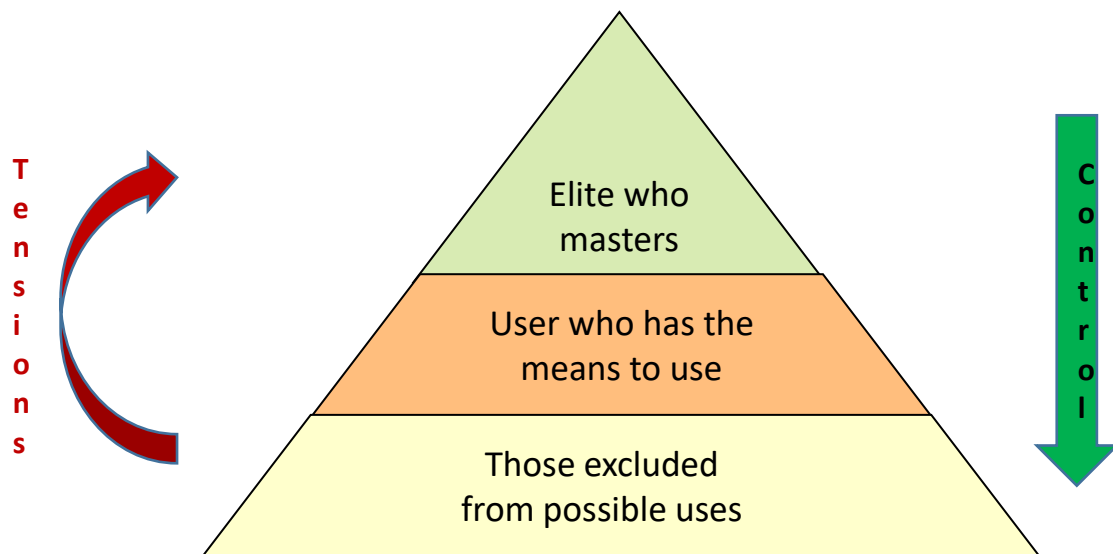 Tensions
Elite who
masters
User who has the
means to use
Those excluded
from possible uses
Control